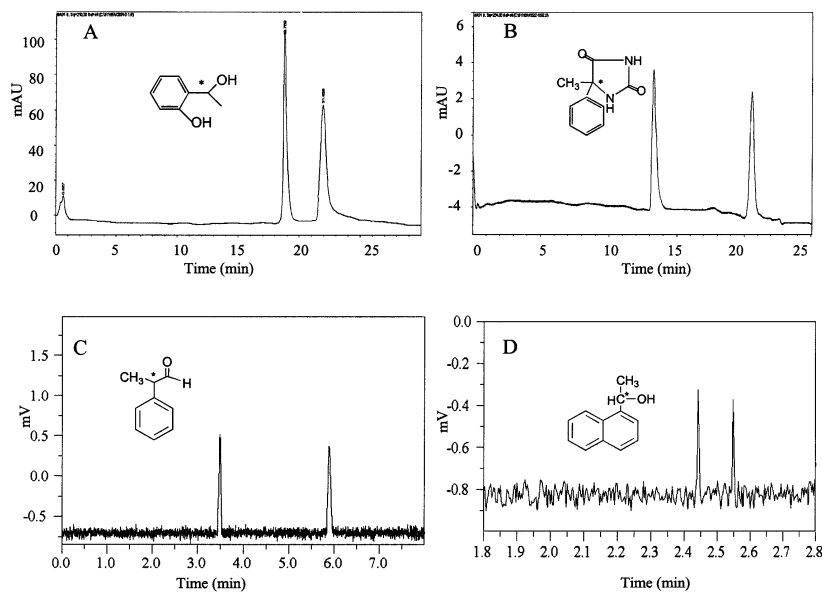 A
100
80
60
40
20
0
mAU
*
OH
OH
0 5 10 15 20 25
Time (min)
B
6
4
2
0
-2
-4
mAU
O
NH
CH₃
*
N
H
O
0 5 10 15 20 25
Time (min)
C
1.5
1.0
0.5
0.0
-0.5
mV
O
CH₃
*
H
0.0 1.0 2.0 3.0 4.0 5.0 6.0 7.0
Time (min)
D
0.0
-0.2
-0.4
-0.6
-0.8
mV
CH₃
HC*
OH
1.8 1.9 2.0 2.1 2.2 2.3 2.4 2.5 2.6 2.7 2.8
Time (min)